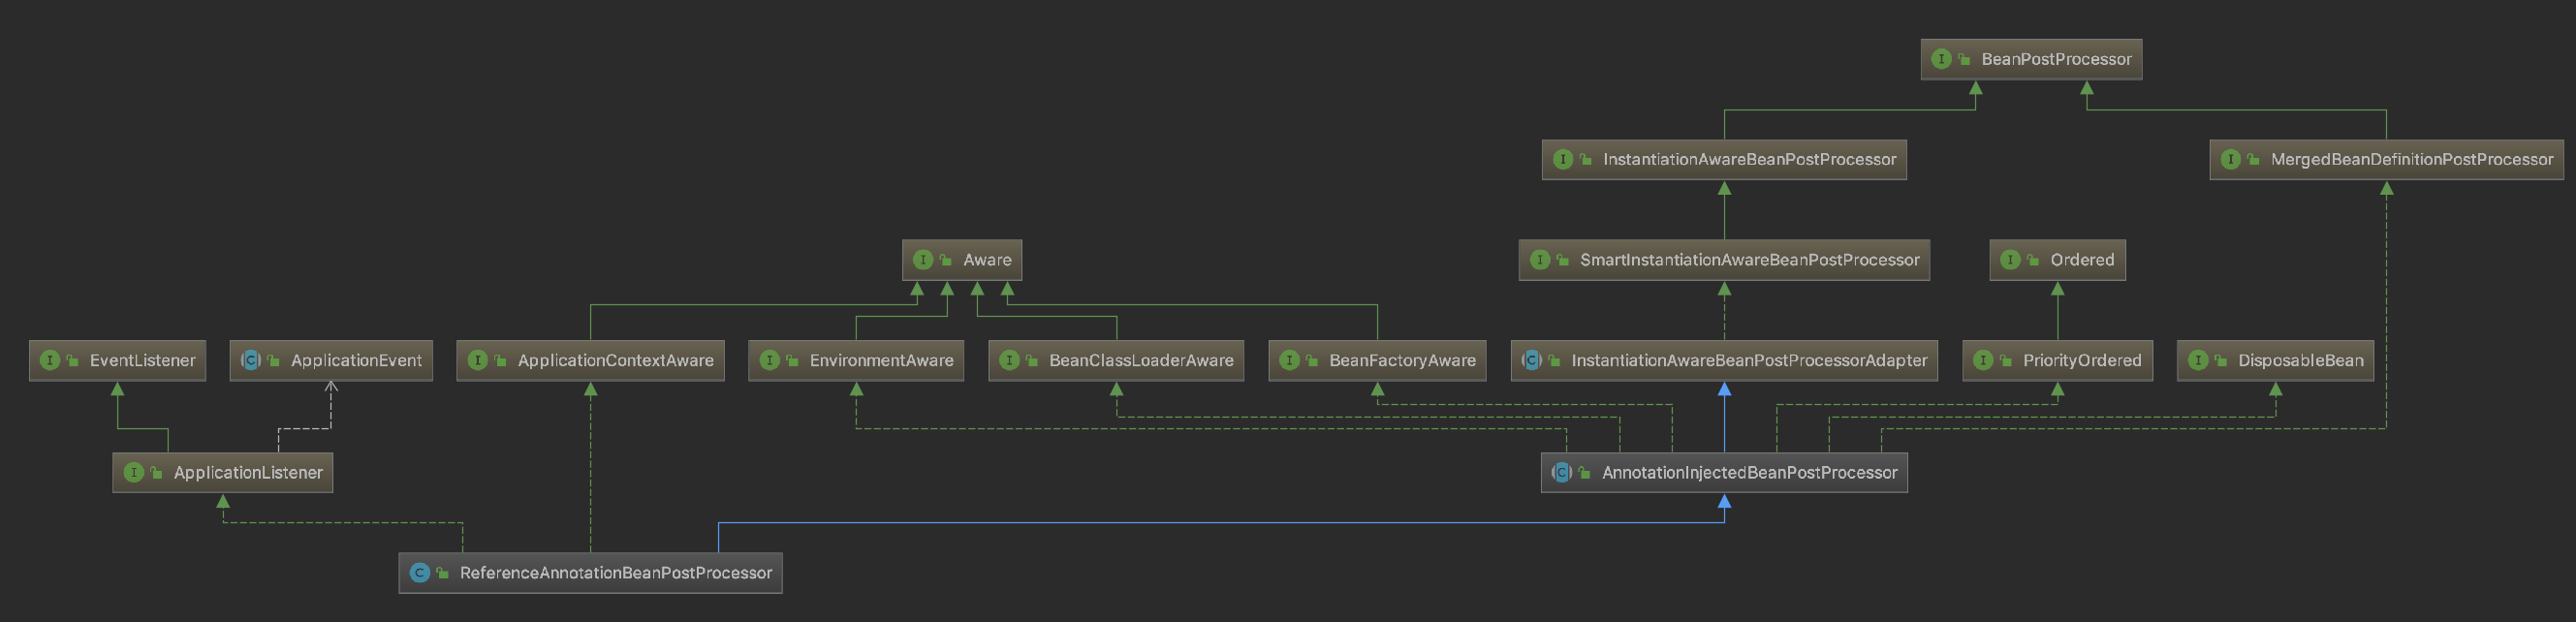 BeanPostProcessor
InstantiationAwareBeanPostProcessor
MergedBeanDefinitionPostProcessor
Aware
SmartInstantiationAwareBeanPostProcessor
Ordered
EventListener
ApplicationEvent
ApplicationContextAware
EnvironmentAware
BeanClassLoaderAware
BeanFactoryAware
InstantiationAwareBeanPostProcessorAdapter
PriorityOrdered
DisposableBean
ApplicationListener
AnnotationInjectedBeanPostProcessor
ReferenceAnnotationBeanPostProcessor